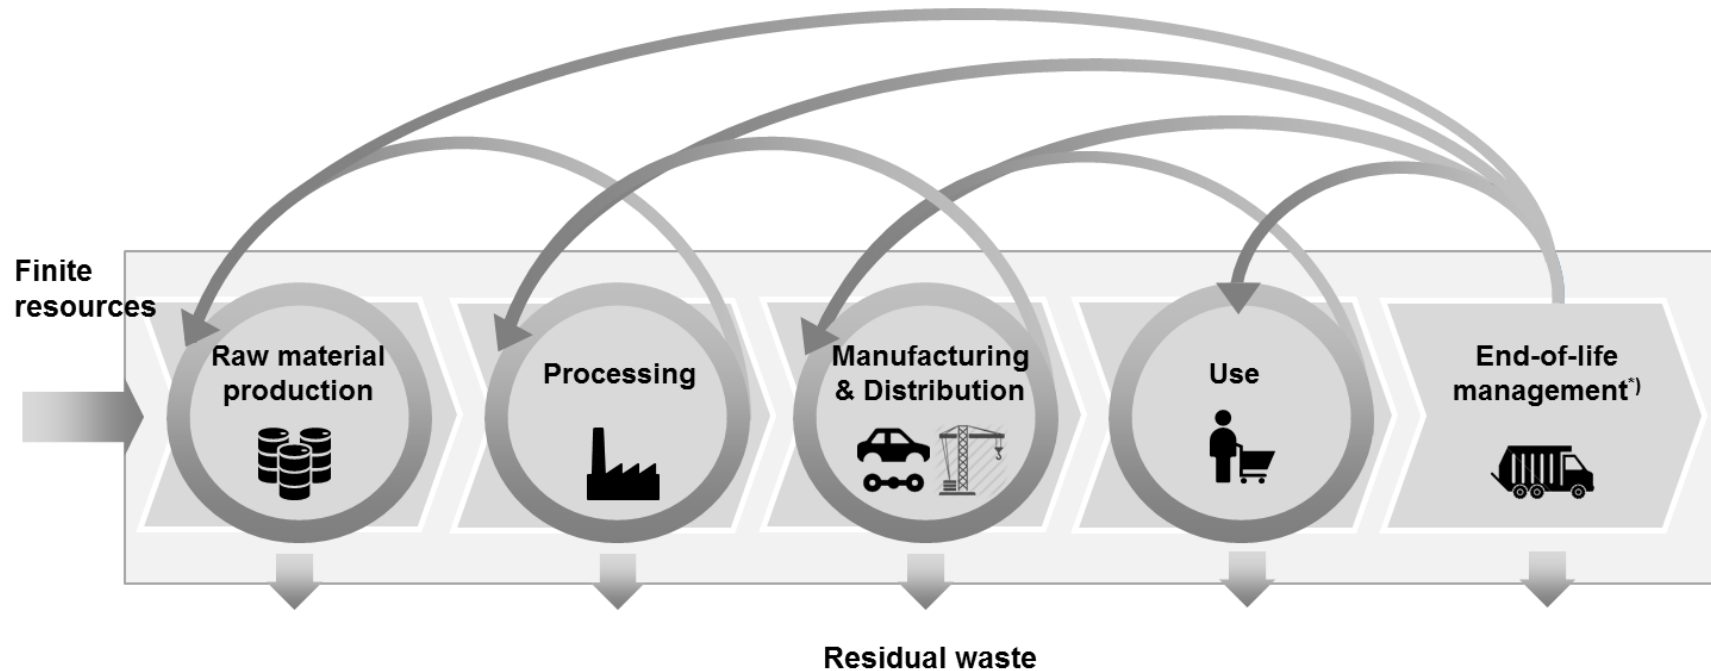 Finite
resources
Raw material
production
Processing
Manufacturing
& Distribution
Use
End-of-life
management*)
Residual waste